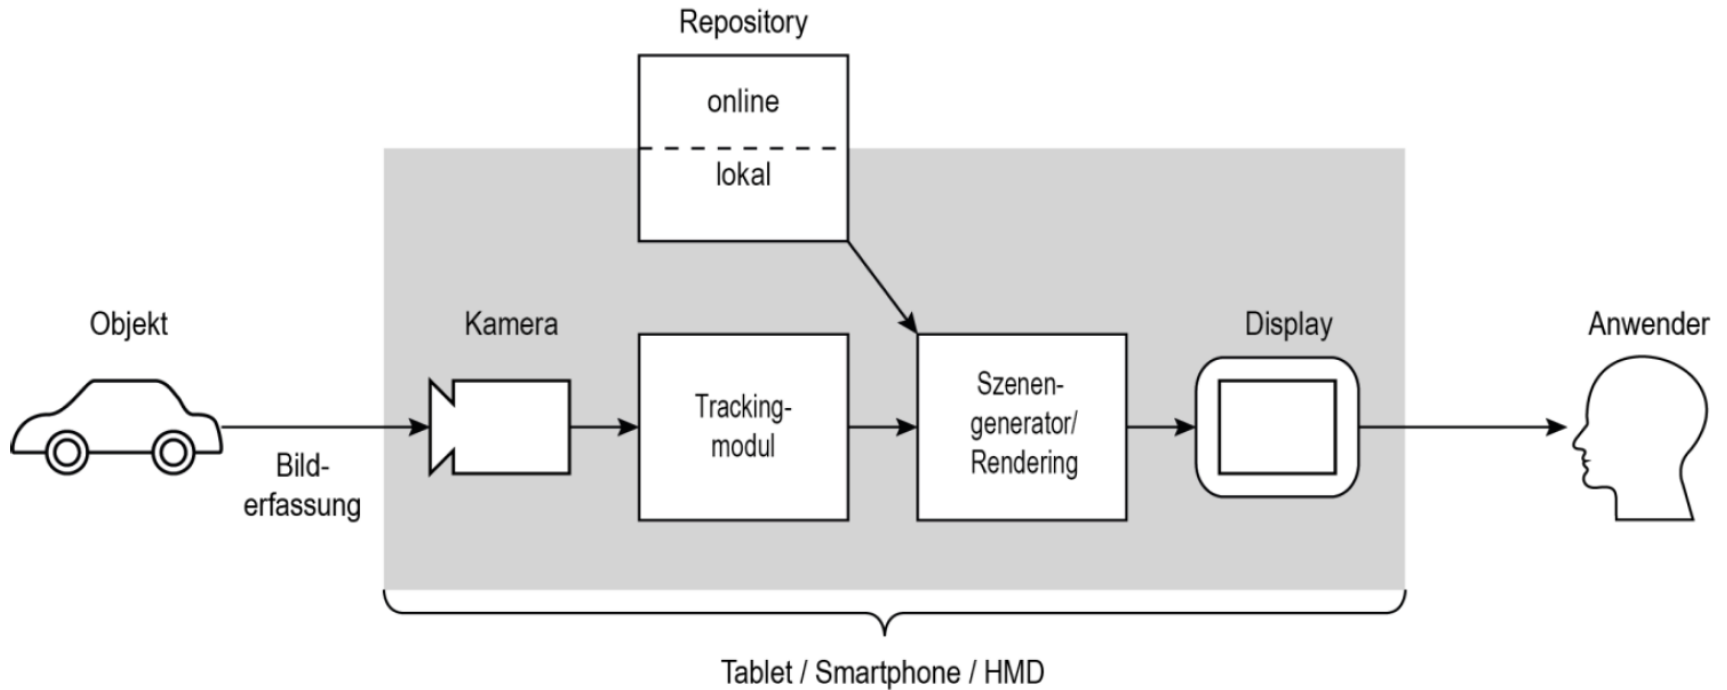 Repository
online
lokal
Objekt
Kamera
Display
Anwender
Bild-
erfassung
Tracking-
modul
Szenen-
generator/
Rendering
Tablet / Smartphone / HMD